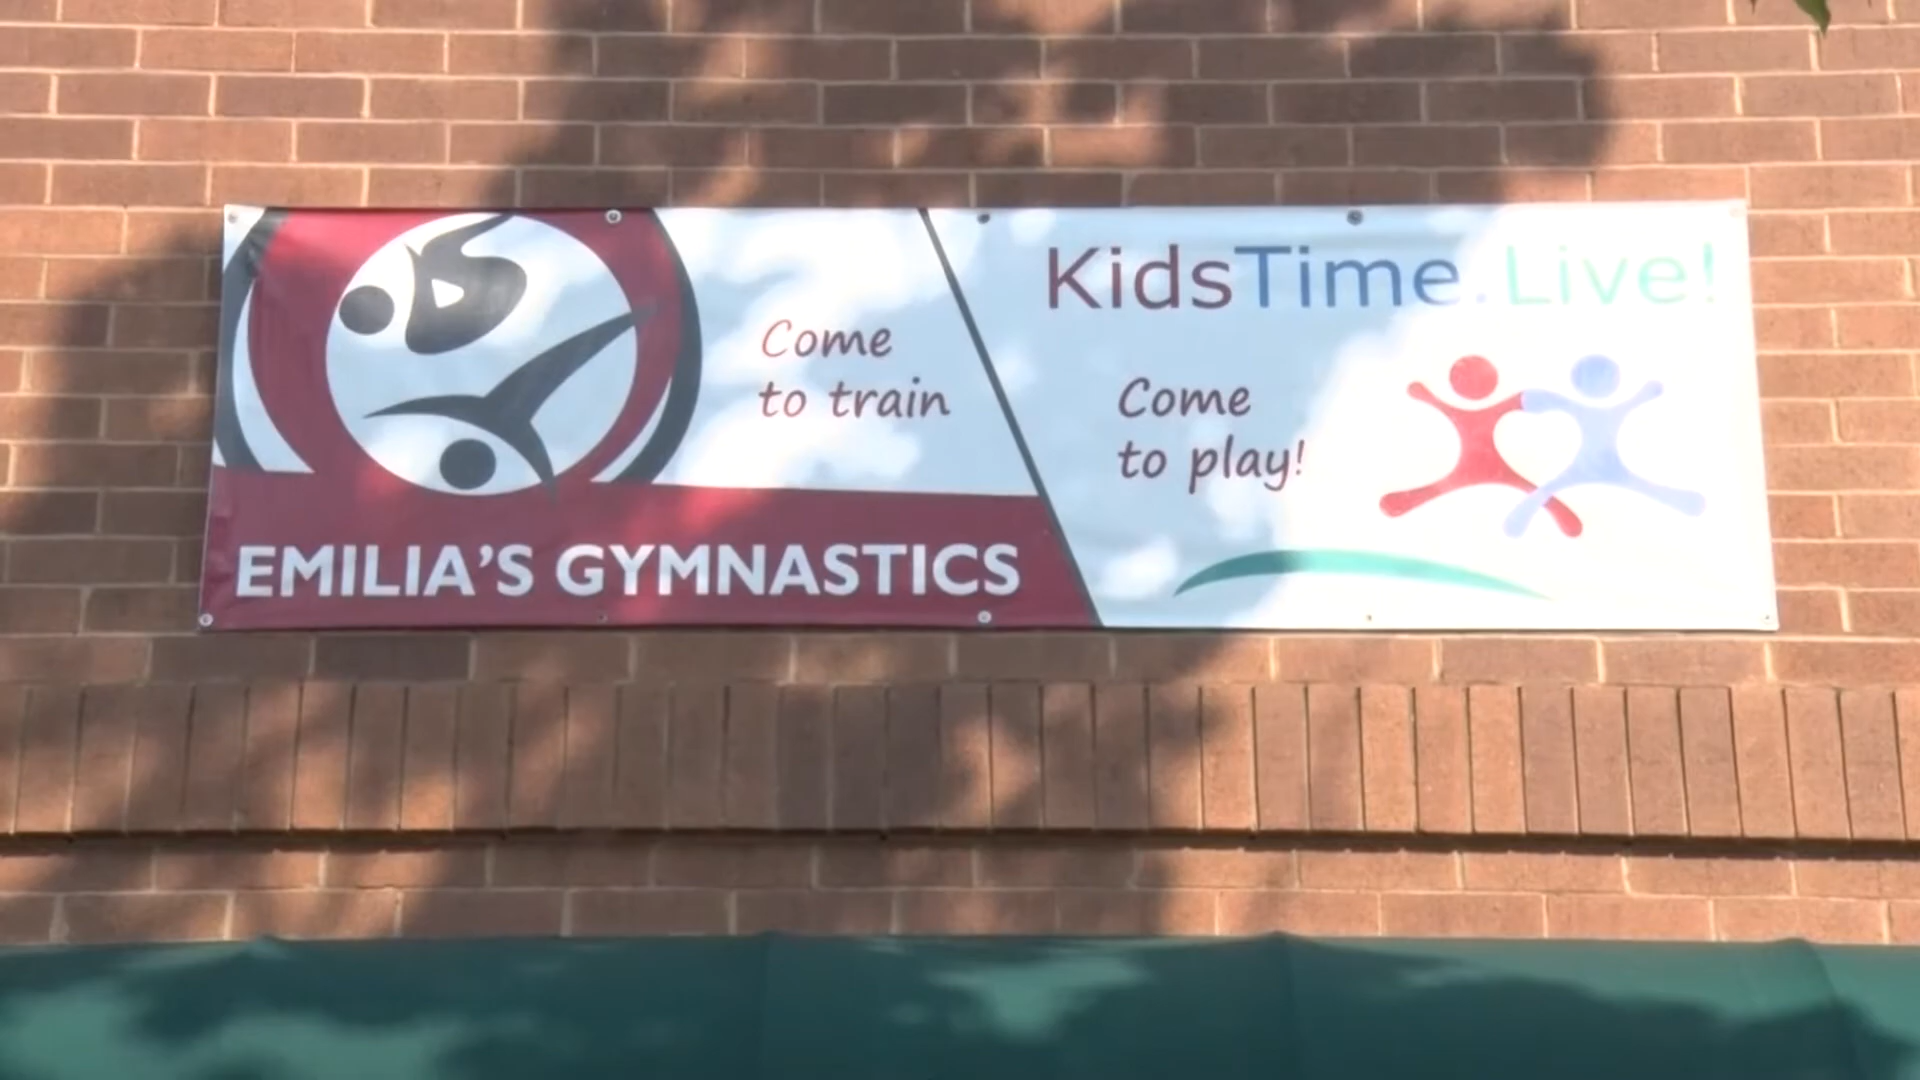 Come
to train
EMILIA'S GYMNASTICS
KidsTime.Live!
Come
to play!